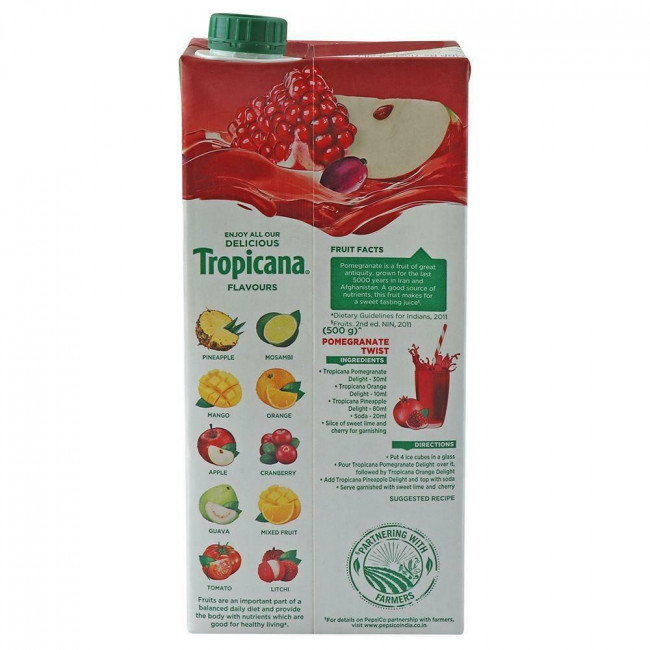 ENJOY ALL OUR
DELICIOUS
Tropicana®
FLAVOURS
PINEAPPLE
MOSAMBI
MANGO
ORANGE
APPLE
CRANBERRY
GUAVA
MIXED FRUIT
TOMATO
LITCHI
Fruits are an important part of a
balanced daily diet and provide
the body with nutrients which are
good for healthy living*.
FRUIT FACTS
Pomegranate is a fruit of great
antiquity, grown for the last
5000 years in Iran and
Afghanistan. A good source of
nutrients, this fruit makes for
a sweet tasting juice‡.
*Dietary Guidelines for Indians, 2011
‡Fruits. 2nd ed. NIN, 2011
(500 g)^
POMEGRANATE
TWIST
INGREDIENTS
• Tropicana Pomegranate
Delight - 30ml
• Tropicana Orange
Delight - 10ml
• Tropicana Pineapple
Delight - 80ml
• Soda - 20ml
• Slice of sweet lime and
cherry for garnishing
DIRECTIONS
• Put 4 ice cubes in a glass
• Pour Tropicana Pomegranate Delight over it,
followed by Tropicana Orange Delight
• Add Tropicana Pineapple Delight and top with soda
• Serve garnished with sweet lime and cherry
SUGGESTED RECIPE
PARTNERING WITH
FARMERS
For details on PepsiCo partnership with farmers,
visit www.pepsicoindia.co.in